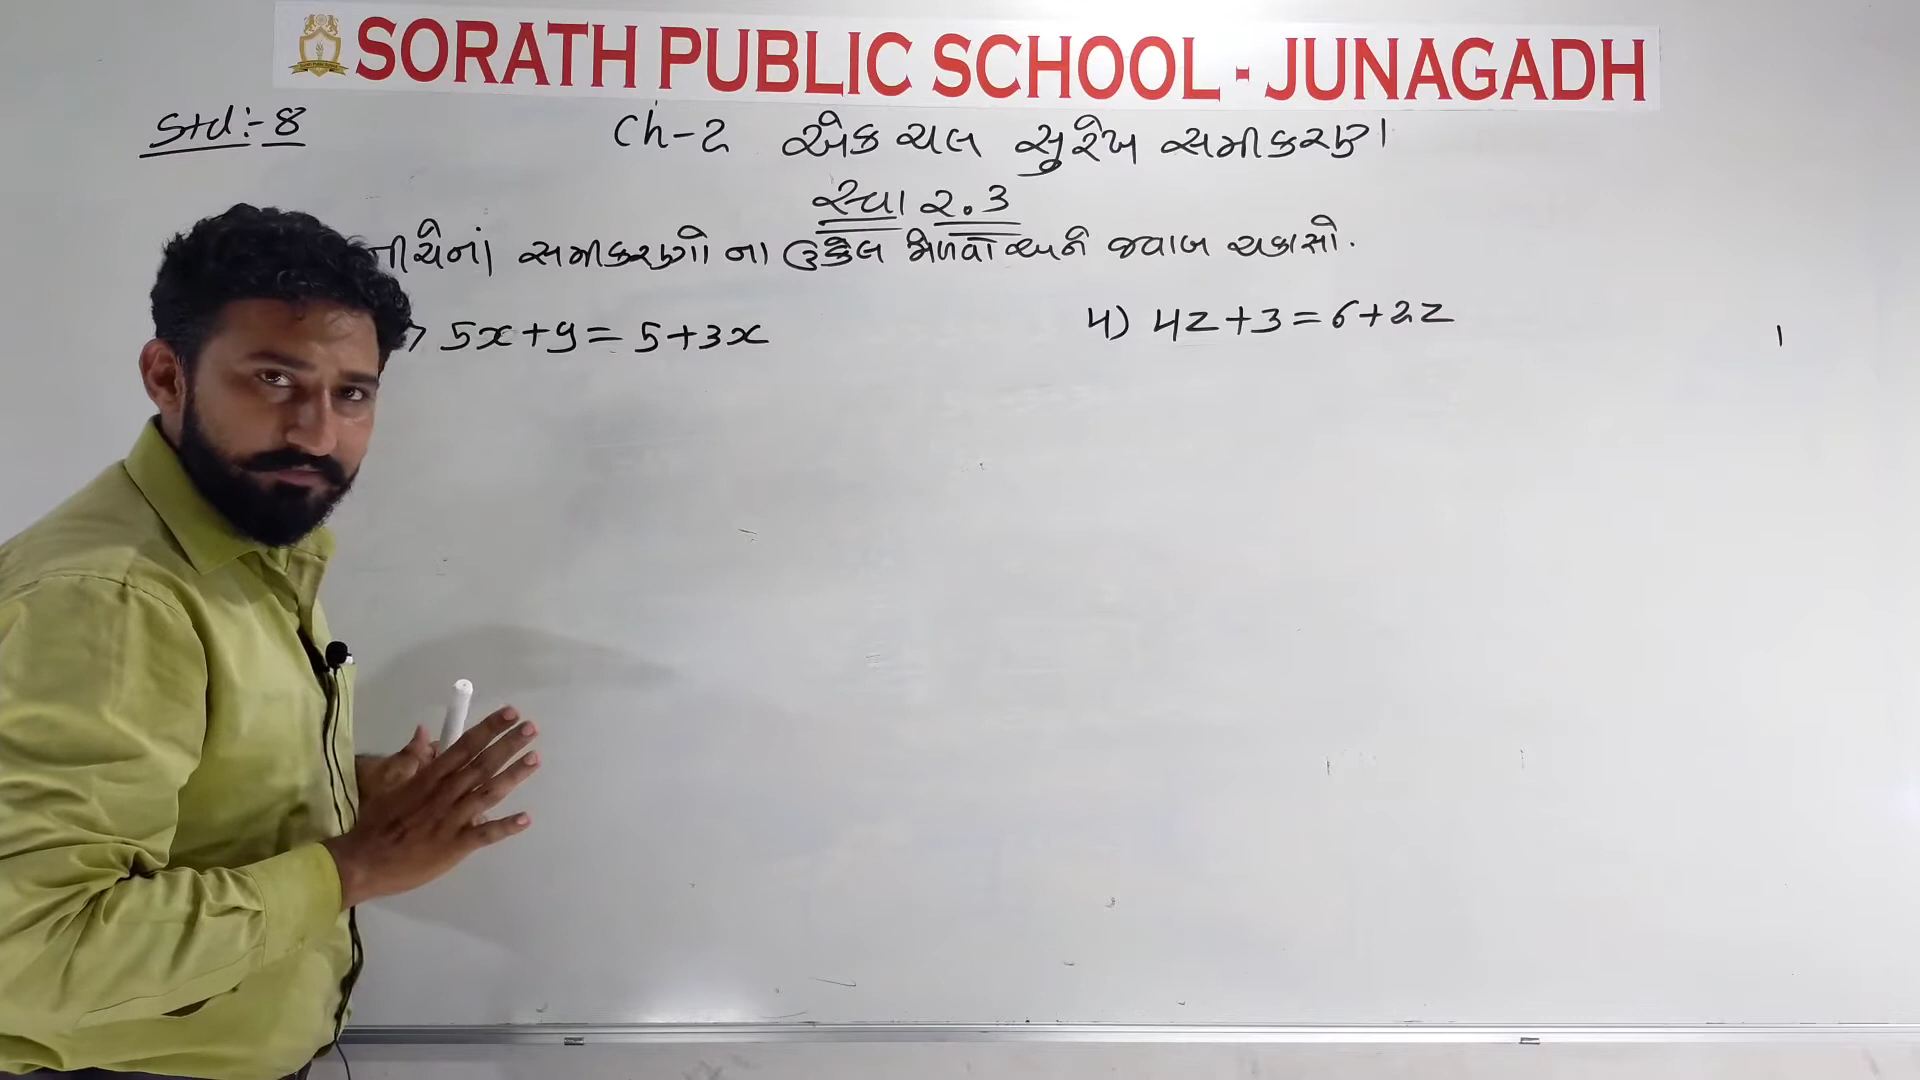 SORATH PUBLIC SCHOOL - JUNAGADH
Std:- 8
Ch-2 એક ચલ સુરેખ સમીકરણ
સ્વા ૨.3
નીચેનાં સમીકરણો ના ઉકેલ મેળવો અને જવાબ ચકાસો.
5x+9=5+3x
4) 4z+3=6+2z